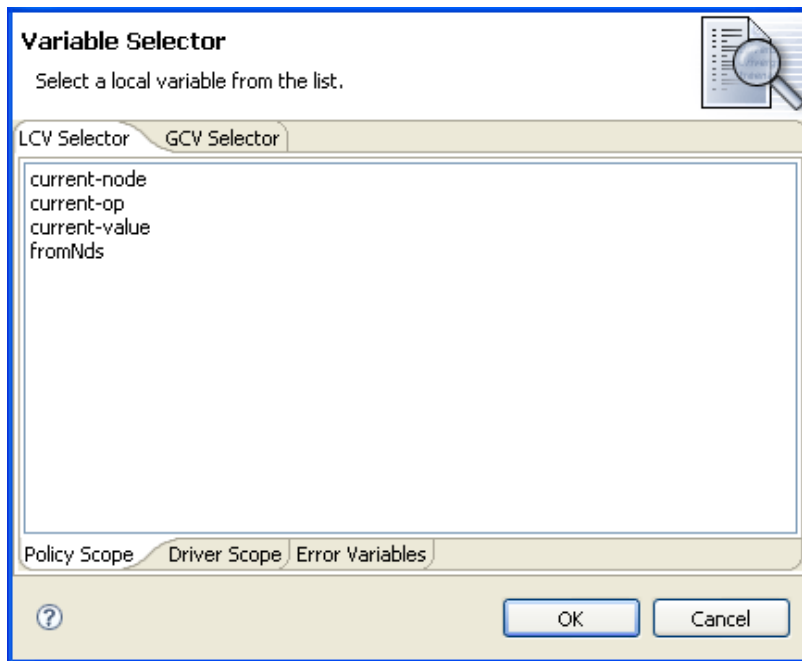 Variable Selector
Select a local variable from the list.
LCV Selector GCV Selector
current-node
current-op
current-value
fromNds
Policy Scope Driver Scope Error Variables
? OK Cancel